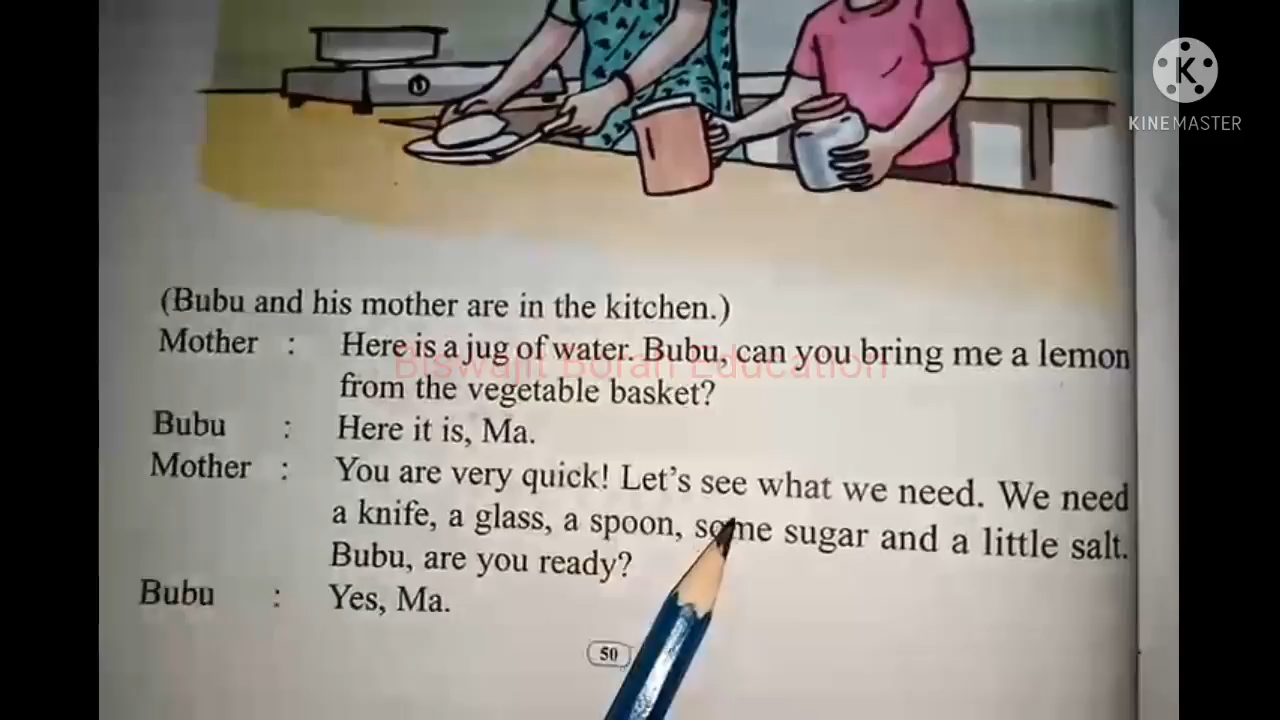 K
KINEMASTER
(Bubu and his mother are in the kitchen.)
Mother : Here is a jug of water. Bubu, can you bring me a lemon
Biswajit Borah Education
from the vegetable basket?
Bubu : Here it is, Ma.
Mother : You are very quick! Let's see what we need. We need
a knife, a glass, a spoon, some sugar and a little salt.
Bubu, are you ready?
Bubu : Yes, Ma.
50